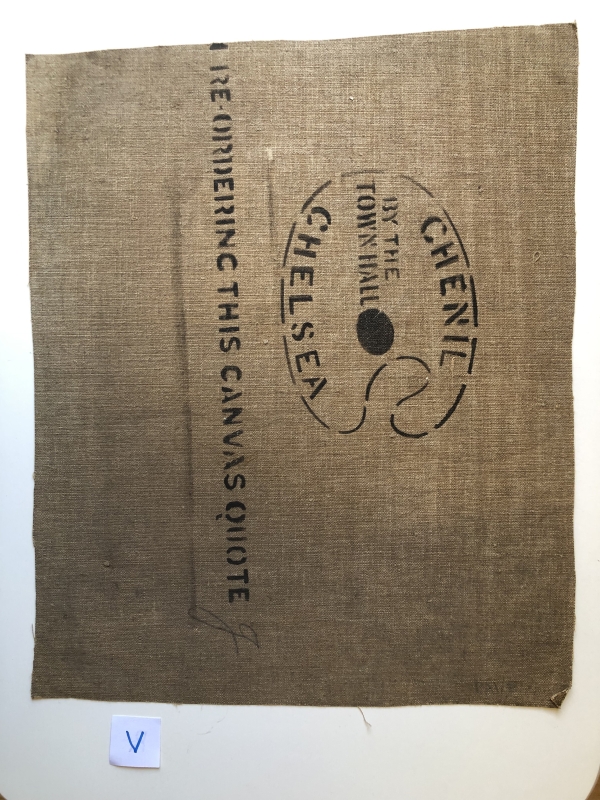 CHENIL
BY THE
TOWN HALL
CHELSEA
RE-ORDERING THIS CANVAS QUOTE
V